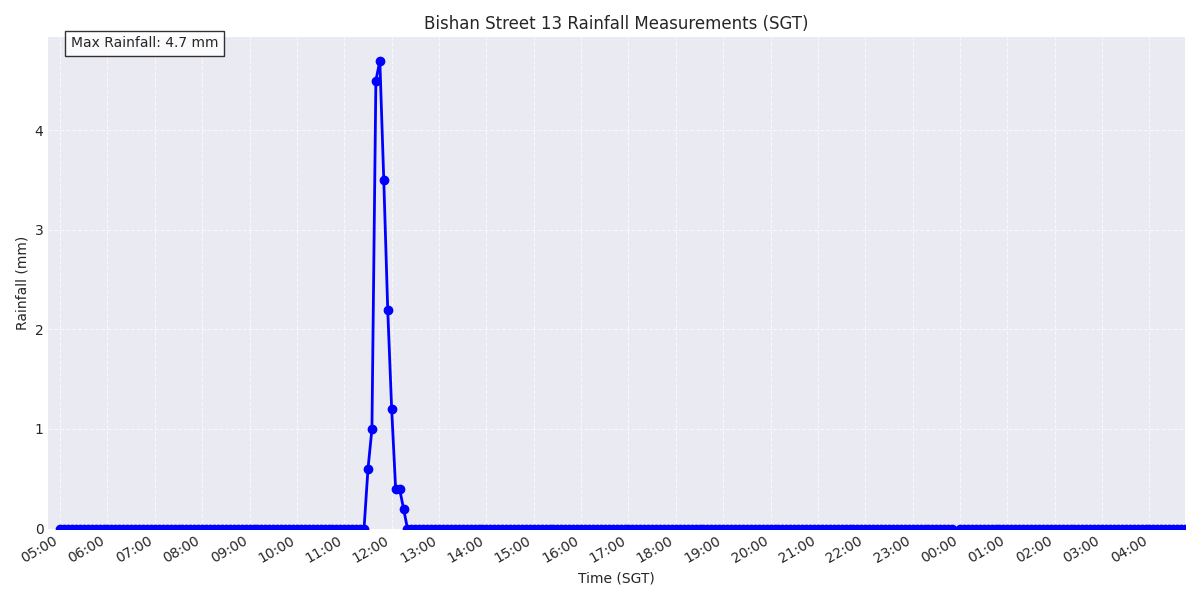 Bishan Street 13 Rainfall Measurements (SGT)
Max Rainfall: 4.7 mm
Rainfall (mm)
4
3
2
1
0
05:00 06:00 07:00 08:00 09:00 10:00 11:00 12:00 13:00 14:00 15:00 16:00 17:00 18:00 19:00 20:00 21:00 22:00 23:00 00:00 01:00 02:00 03:00 04:00
Time (SGT)